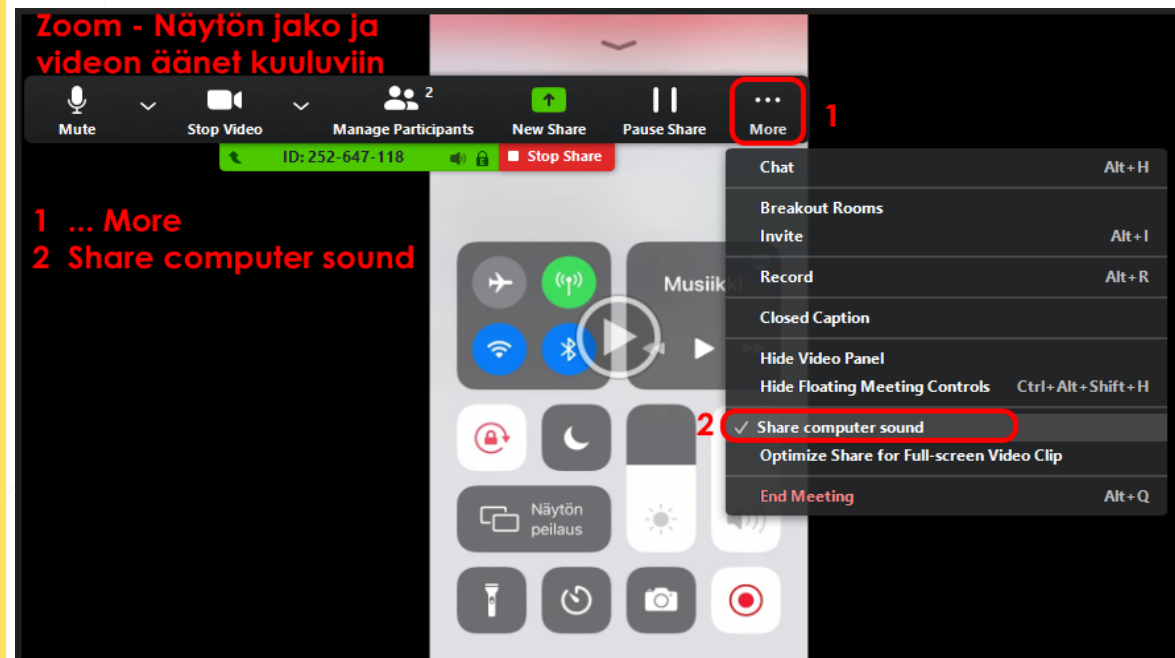 Zoom - Näytön jako ja
videon äänet kuuluviin
2
Mute
Stop Video
Manage Participants
New Share
Pause Share
More
1
ID: 252-647-118
Stop Share
1 ... More
2 Share computer sound
Chat Alt+H
Breakout Rooms
Invite Alt+I
Record Alt+R
Closed Caption
Hide Video Panel
Hide Floating Meeting Controls Ctrl+Alt+Shift+H
2
Share computer sound
Optimize Share for Full-screen Video Clip
End Meeting Alt+Q
Näytön
peilaus